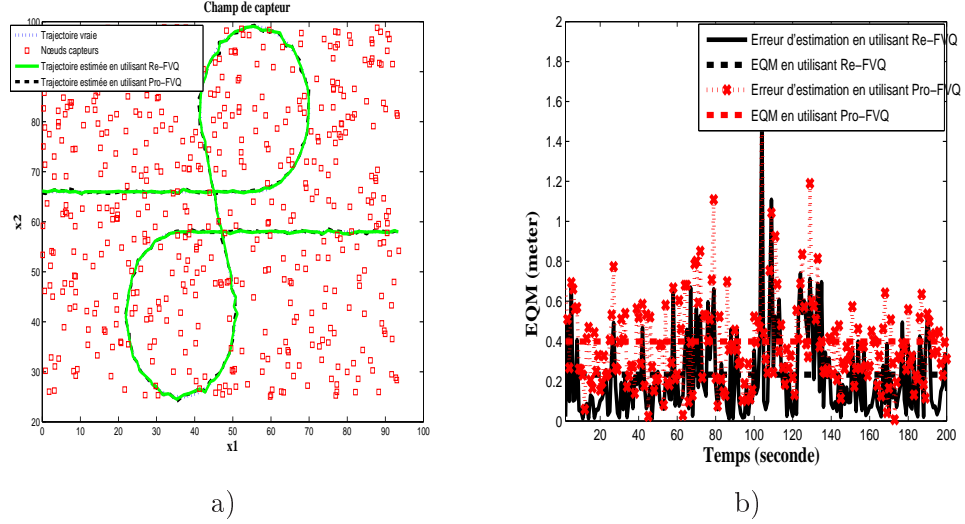 Champ de capteur
Trajectoire vraie
Nœuds capteurs
Trajectoire estimée en utilisant Re−FVQ
Trajectoire estimée en utilisant Pro−FVQ
100
90
80
70
60
50
40
30
20
0 10 20 30 40 50 60 70 80 90 100
x2
x1
a)
Erreur d'estimation en utilisant Re−FVQ
EQM en utilisant Re−FVQ
Erreur d'estimation en utilisant Pro−FVQ
EQM en utilisant Pro−FVQ
2
1.8
1.6
1.4
1.2
1
0.8
0.6
0.4
0.2
0
20 40 60 80 100 120 140 160 180 200
EQM (meter)
Temps (seconde)
b)